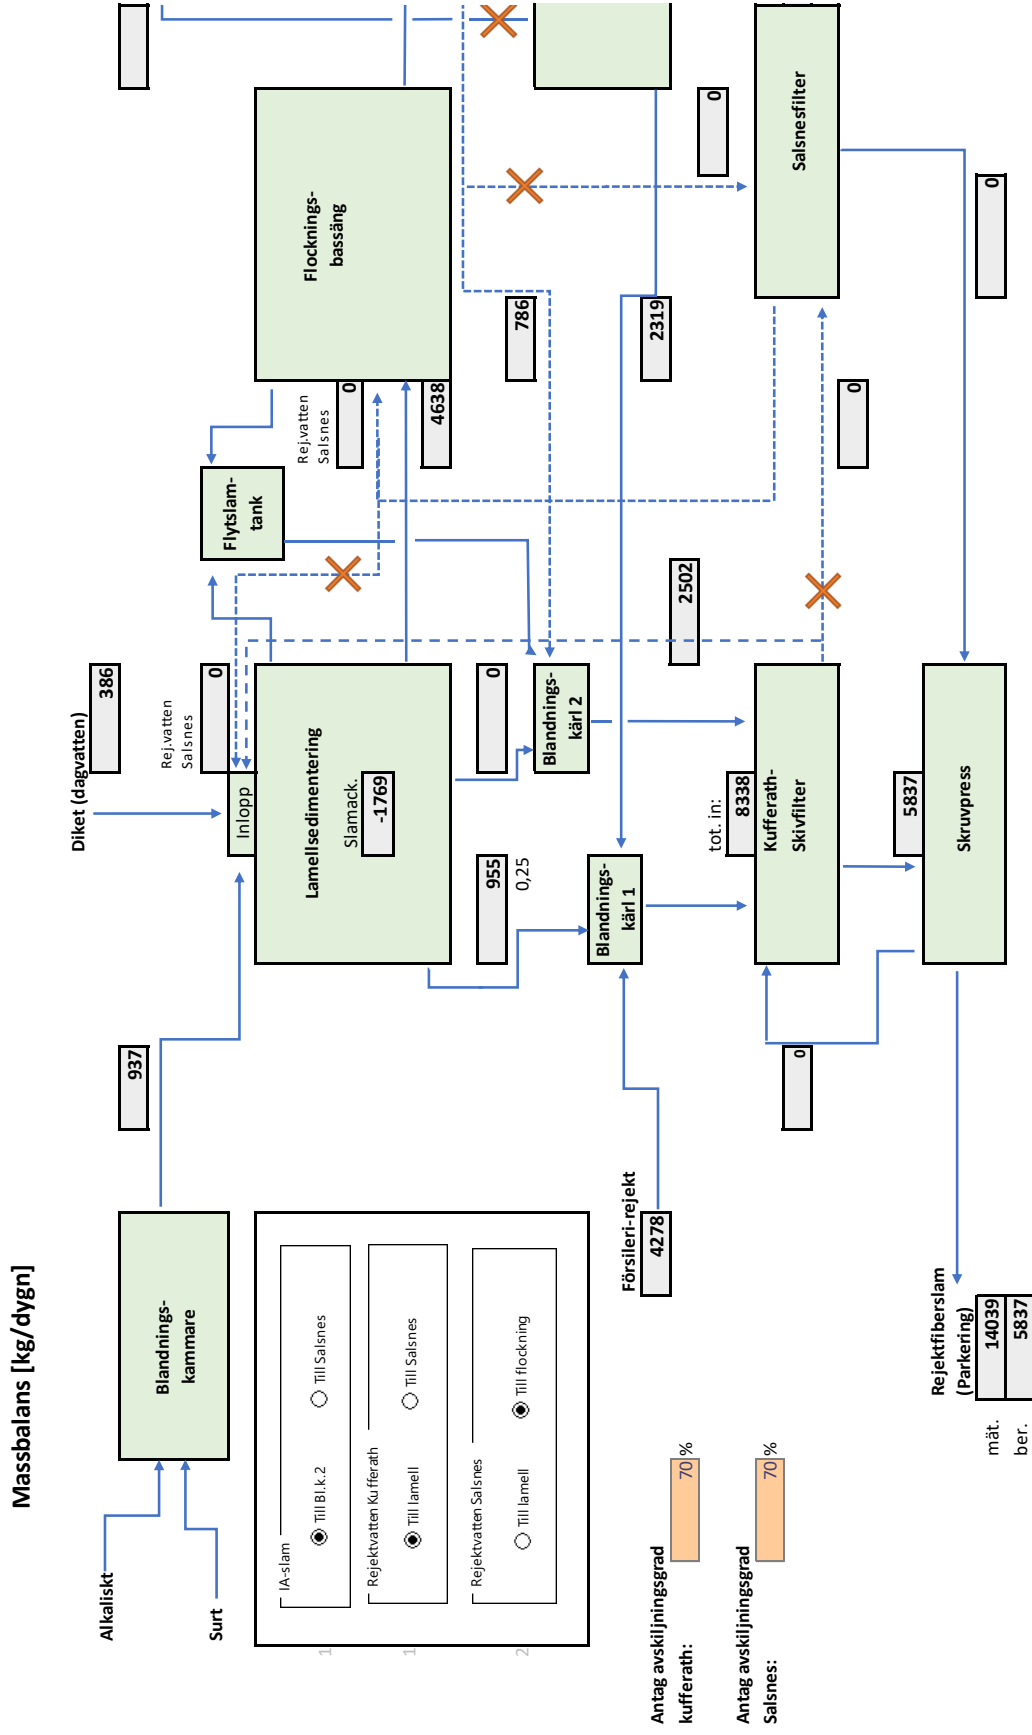 Massbalans [kg/dygn]
Alkaliskt
Surt
Blandnings-
kammare
937
Diket (dagvatten)
386
Rej.vatten
Salsnes
0
Inlopp
Lamellsedimentering
Slamack.
-1769
Flytslam-
tank
Rej.vatten
Salsnes
0
4638
Flocknings-
bassäng
IA-slam
Till Bl.k.2
Till Salsnes
1
Rejektvatten Kufferath
Till lamell
Till Salsnes
1
Rejektvatten Salsnes
Till lamell
Till flockning
2
955
0,25
0
786
Blandnings-
kärl 2
Blandnings-
kärl 1
Försileri-rejekt
4278
2319
2502
0
Antag avskiljningsgrad
kufferath:
70 %
Antag avskiljningsgrad
Salsnes:
70 %
tot. in:
8338
Kufferath-
Skivfilter
0
0
Salsnesfilter
5837
Skruvpress
0
Rejektfiberslam
(Parkering)
mät.
14039
ber.
5837